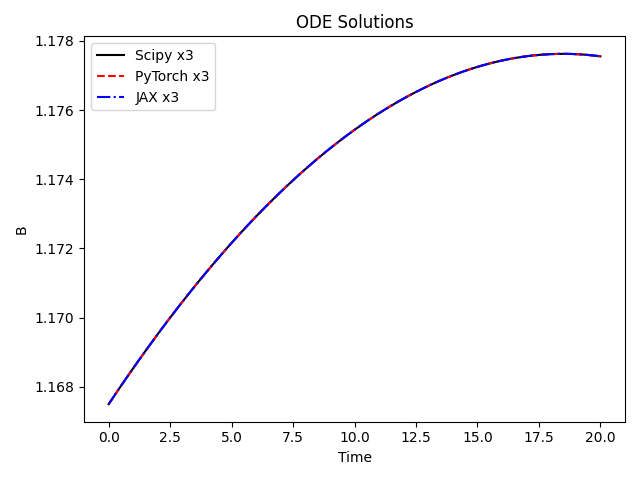 ODE Solutions
Scipy x3
PyTorch x3
JAX x3
1.178
1.176
1.174
1.172
1.170
1.168
B
0.0 2.5 5.0 7.5 10.0 12.5 15.0 17.5 20.0
Time